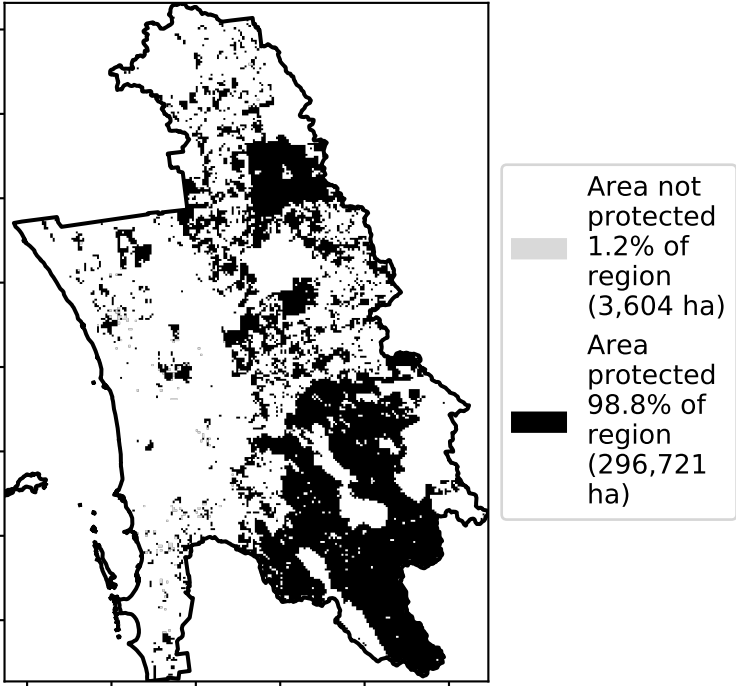 Area not
protected
1.2% of
region
(3,604 ha)
Area
protected
98.8% of
region
(296,721
ha)